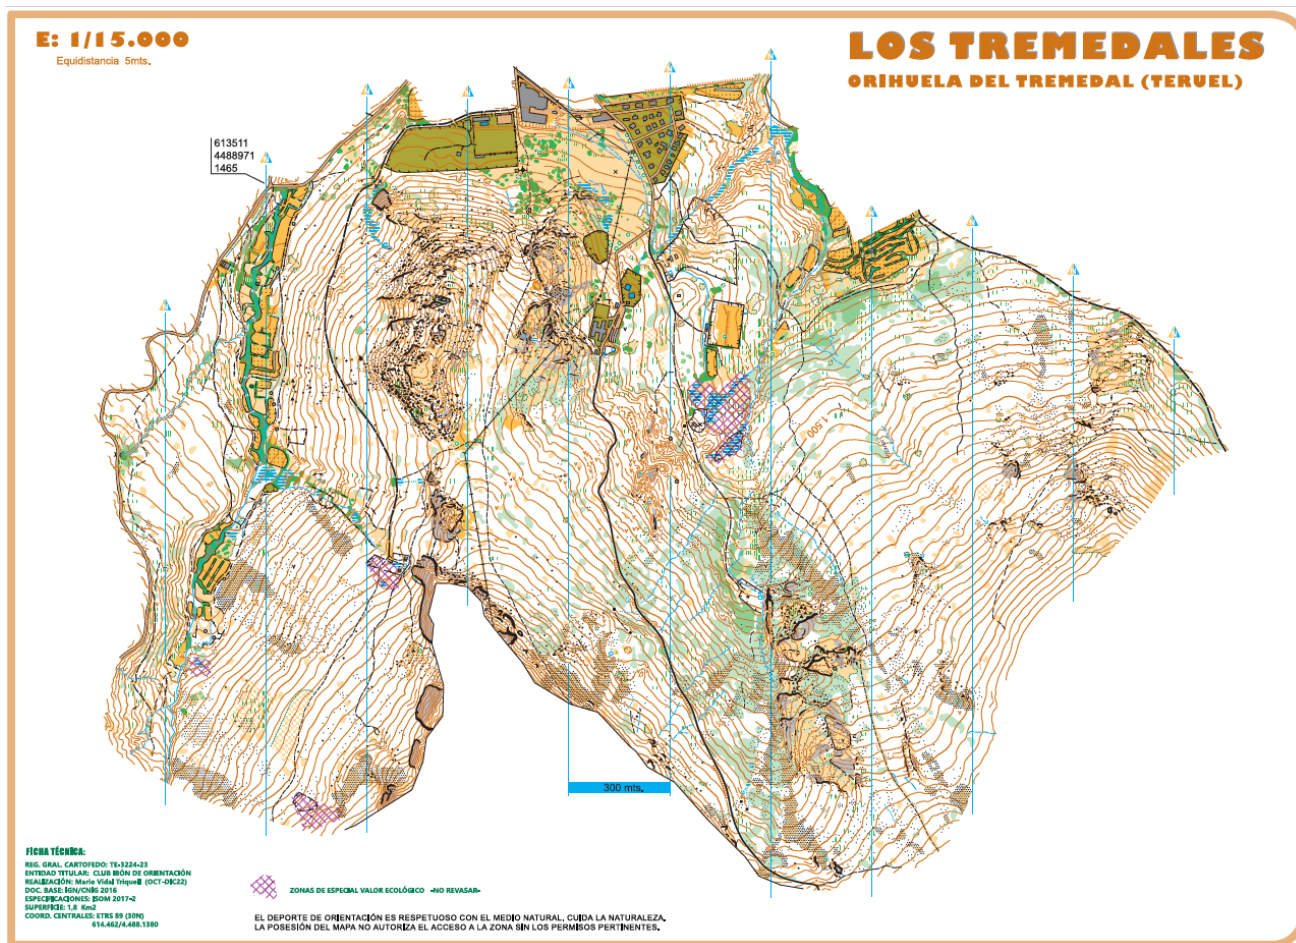 E: 1/15.000
Equidistancia 5mts.
LOS TREMEDALES
ORIHUELA DEL TREMEDAL (TERUEL)
613511
4488971
1465
1.500
300 mts.
FICHA TÉCNICA:
REG. GRAL. CARTOFEDO: TE-3224-23
ENTIDAD TITULAR: CLUB IBÓN DE ORIENTACIÓN
REALIZACIÓN: Mario Vidal Triquell (OCT-DIC22)
DOC. BASE: IGN/CNIG 2016
ESPECIFICACIONES: ISOM 2017-2
SUPERFICIE: 1,8 Km2
COORD. CENTRALES: ETRS 89 (30N)
614.462/4.488.1380
ZONAS DE ESPECIAL VALOR ECOLÓGICO -NO REVASAR-
EL DEPORTE DE ORIENTACIÓN ES RESPETUOSO CON EL MEDIO NATURAL, CUIDA LA NATURALEZA.
LA POSESIÓN DEL MAPA NO AUTORIZA EL ACCESO A LA ZONA SIN LOS PERMISOS PERTINENTES.